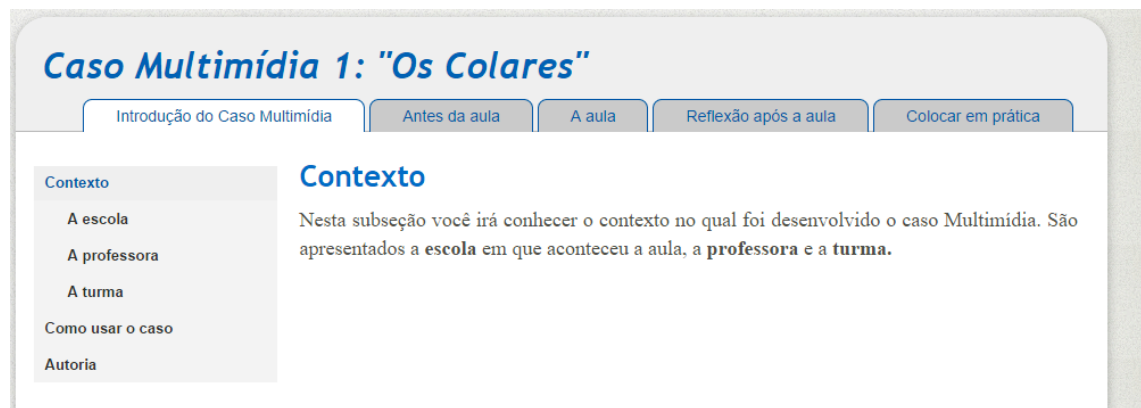 Caso Multimídia 1: "Os Colares"
Introdução do Caso Multimídia
Antes da aula
A aula
Reflexão após a aula
Colocar em prática
Contexto
A escola
A professora
A turma
Como usar o caso
Autoria
Contexto
Nesta subseção você irá conhecer o contexto no qual foi desenvolvido o caso Multimídia. São
apresentados a escola em que aconteceu a aula, a professora e a turma.